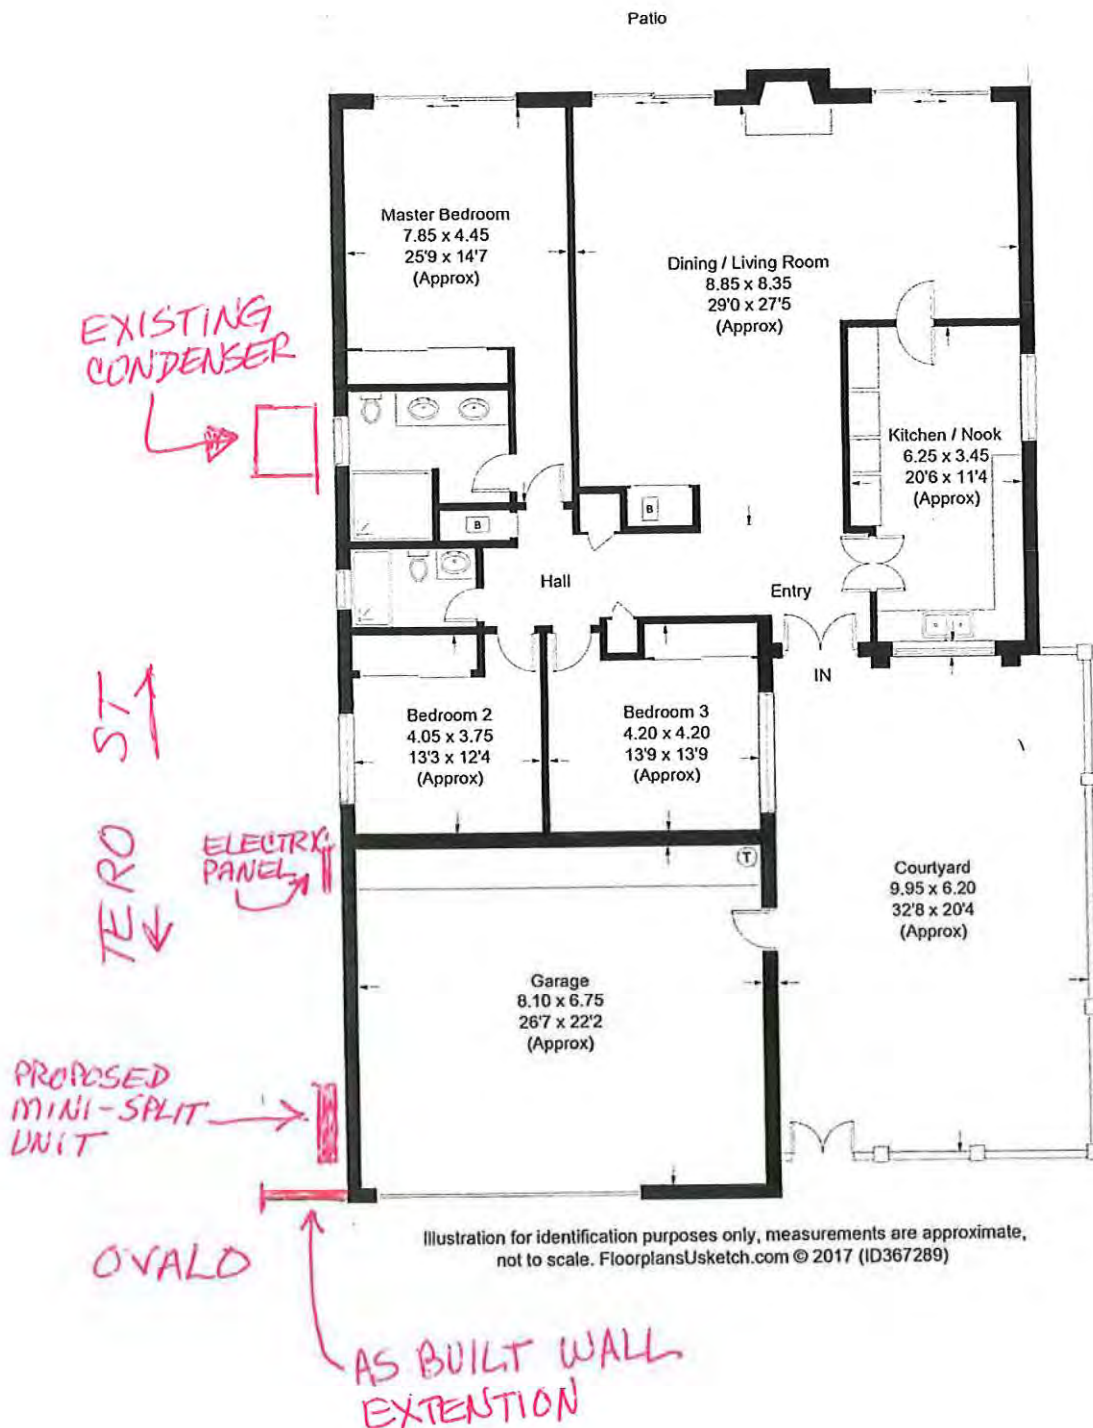 Patio
Master Bedroom
7.85 x 4.45
25'9 x 14'7
(Approx)
Dining / Living Room
8.85 x 8.35
29'0 x 27'5
(Approx)
EXISTING
CONDENSER
Kitchen / Nook
6.25 x 3.45
20'6 x 11'4
(Approx)
B
B
Hall
Entry
IN
Bedroom 2
4.05 x 3.75
13'3 x 12'4
(Approx)
Bedroom 3
4.20 x 4.20
13'9 x 13'9
(Approx)
TERO ST
ELECTRIC
PANEL
T
Courtyard
9.95 x 6.20
32'8 x 20'4
(Approx)
Garage
8.10 x 6.75
26'7 x 22'2
(Approx)
PROPOSED
MINI-SPLIT
UNIT
OVALO
Illustration for identification purposes only, measurements are approximate,
not to scale. FloorplansUsketch.com © 2017 (ID367289)
AS BUILT WALL
EXTENTION